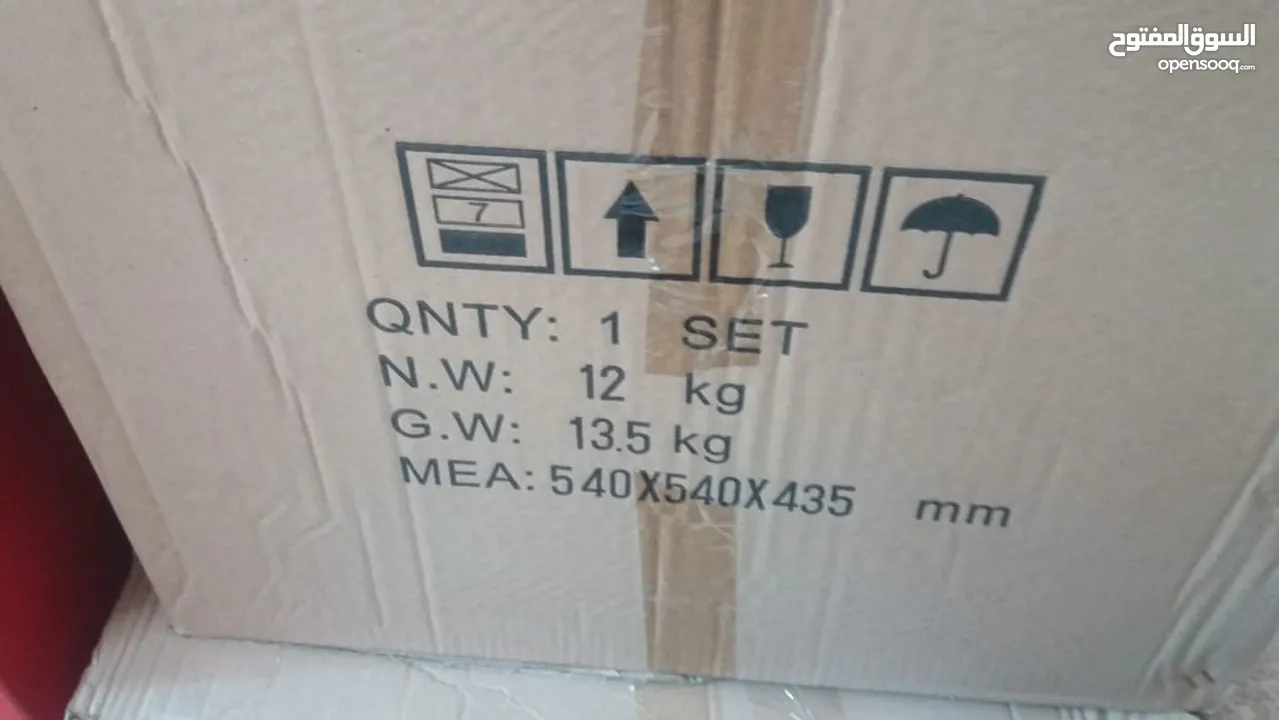 السوق المفتوح
opensooq.com
7
QNTY: 1 SET
N.W: 12 kg
G.W: 13.5 kg
MEA: 540X540X435 mm